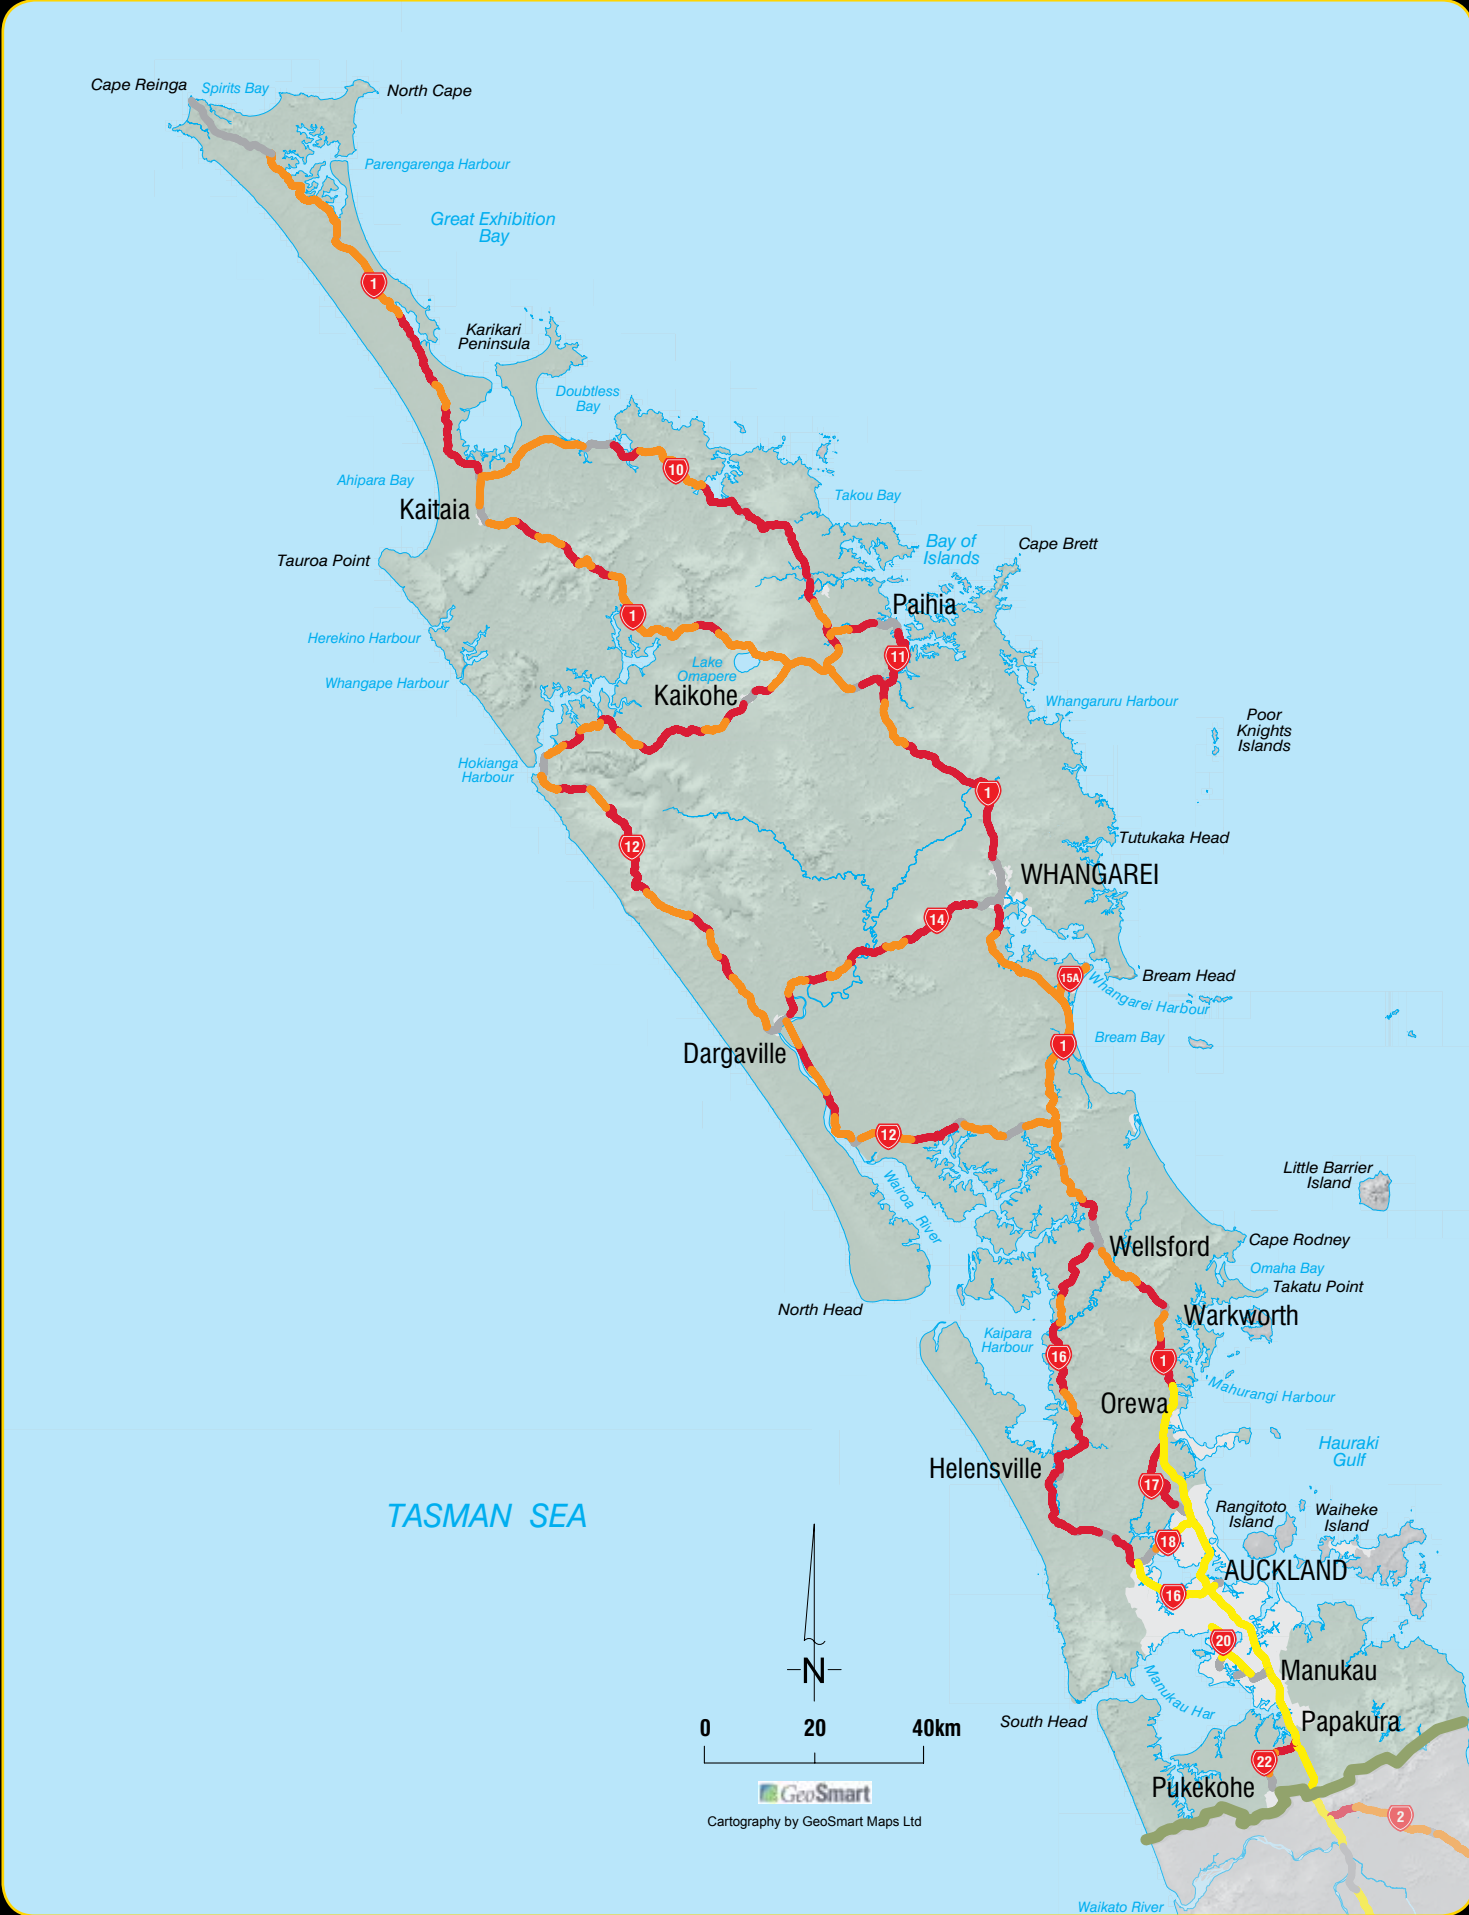 Cape Reinga
Spirits Bay
North Cape
Parengarenga Harbour
Great Exhibition
Bay
1
Karikari
Peninsula
Doubtless
Bay
10
Ahipara Bay
Takou Bay
Kaitaia
Bay of
Islands
Cape Brett
Tauroa Point
Paihia
1
Herekino Harbour
11
Lake
Omapere
Whangape Harbour
Kaikohe
Whangaruru Harbour
Poor
Knights
Islands
Hokianga
Harbour
1
12
Tutukaka Head
WHANGAREI
14
15A
Bream Head
Whangarei Harbour
Bream Bay
1
Dargaville
12
Little Barrier
Island
Wairoa River
Wellsford
Cape Rodney
Omaha Bay
Takatu Point
North Head
Warkworth
Kaipara
Harbour
16
1
Mahurangi Harbour
Orewa
Hauraki
Gulf
Helensville
17
TASMAN SEA
Rangitoto
Island
Waiheke
Island
18
AUCKLAND
16
20
Manukau
N
Manukau Har
South Head
Papakura
0
20
40km
22
Pukekohe
GeoSmart
2
Cartography by GeoSmart Maps Ltd
Waikato River